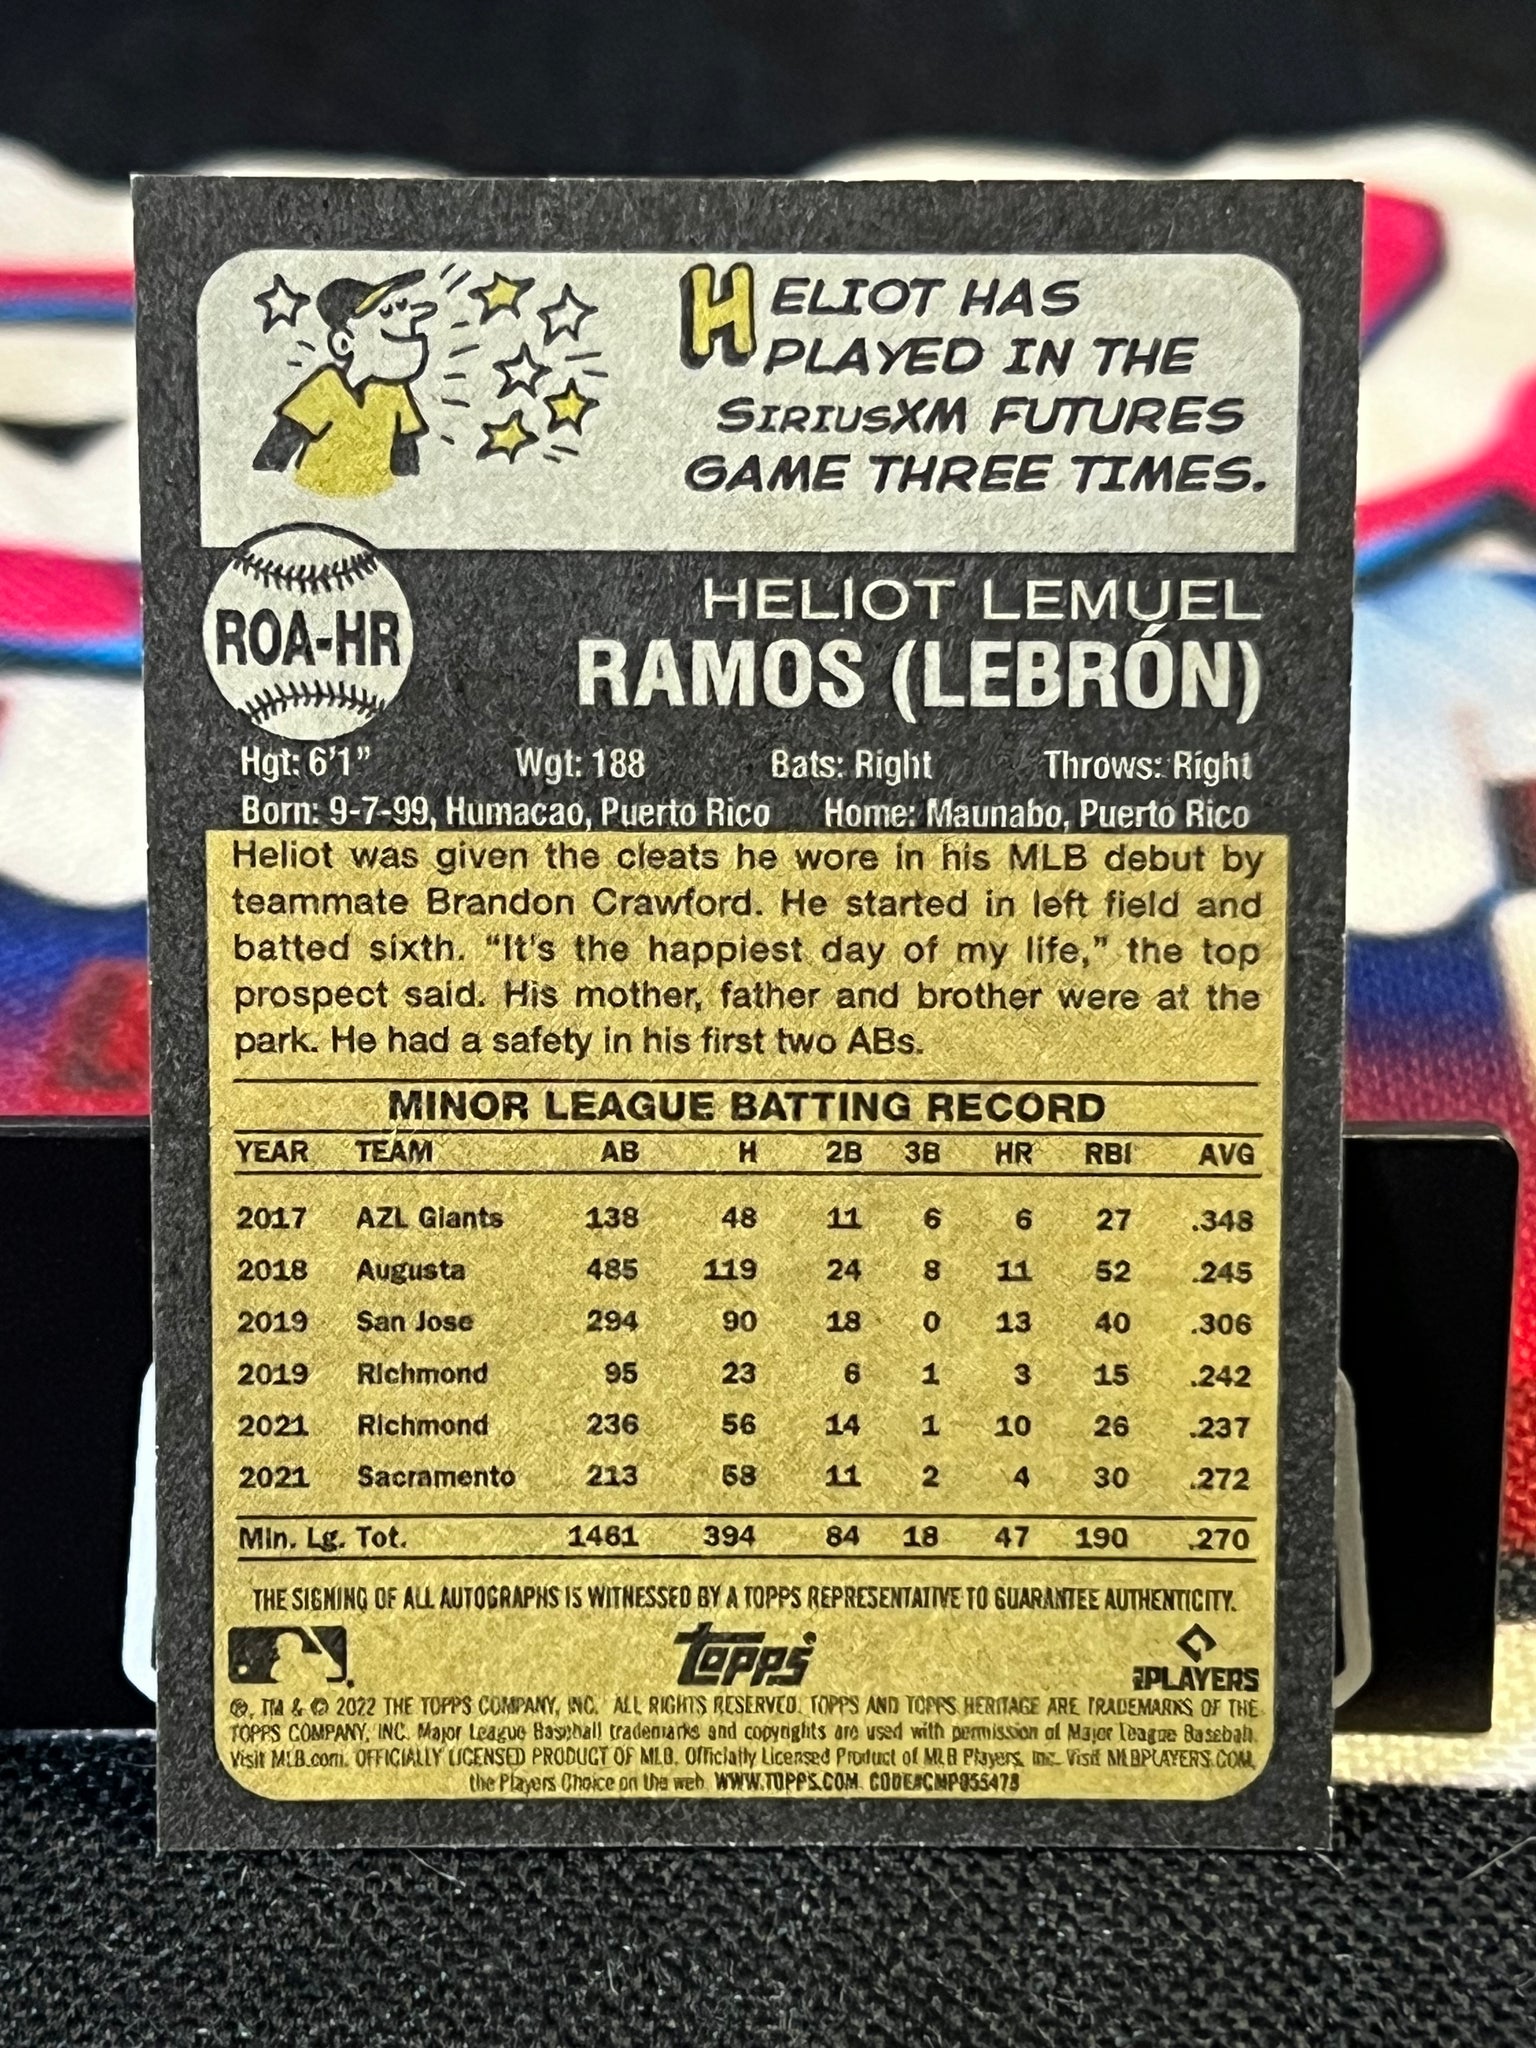 HELIOT HAS
PLAYED IN THE
SIRIUSXM FUTURES
GAME THREE TIMES.
ROA-HR
HELIOT LEMUEL
RAMOS (LEBRÓN)
Hgt: 6'1" Wgt: 188 Bats: Right Throws: Right
Born: 9-7-99, Humacao, Puerto Rico Home: Maunabo, Puerto Rico
Heliot was given the cleats he wore in his MLB debut by
teammate Brandon Crawford. He started in left field and
batted sixth. “It's the happiest day of my life,” the top
prospect said. His mother, father and brother were at the
park. He had a safety in his first two ABs.
MINOR LEAGUE BATTING RECORD
YEAR TEAM AB H 2B 3B HR RBI AVG
2017 AZL Giants 138 48 11 6 6 27 .348
2018 Augusta 485 119 24 8 11 52 .245
2019 San Jose 294 90 18 0 13 40 .306
2019 Richmond 95 23 6 1 3 15 .242
2021 Richmond 236 56 14 1 10 26 .237
2021 Sacramento 213 58 11 2 4 30 .272
Min. Lg. Tot. 1461 394 84 18 47 190 .270
THE SIGNING OF ALL AUTOGRAPHS IS WITNESSED BY A TOPPS REPRESENTATIVE TO GUARANTEE AUTHENTICITY.
Topps
MLB PLAYERS
®, TM & © 2022 THE TOPPS COMPANY, INC. ALL RIGHTS RESERVED. TOPPS AND TOPPS HERITAGE ARE TRADEMARKS OF THE
TOPPS COMPANY, INC. Major League Baseball trademarks and copyrights are used with permission of Major League Baseball.
Visit MLB.com. OFFICIALLY LICENSED PRODUCT OF MLB. Officially Licensed Product of MLB Players, Inc. Visit MLBPLAYERS.COM,
the Players Choice on the web. WWW.TOPPS.COM CODE#CMP055478